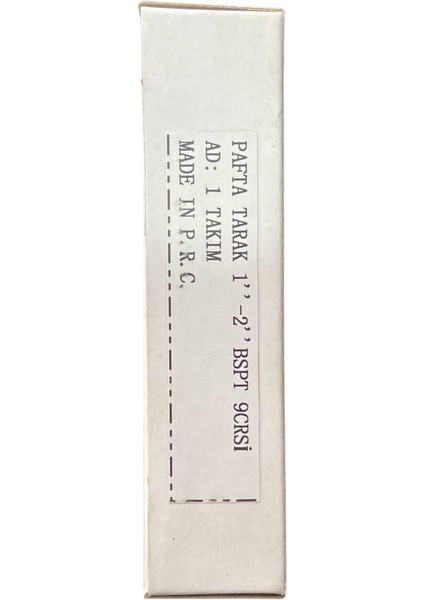 PAFTA TARAK 1''-2'' BSPT 9CRSİ
AD: 1 TAKIM
MADE IN P.R.C.